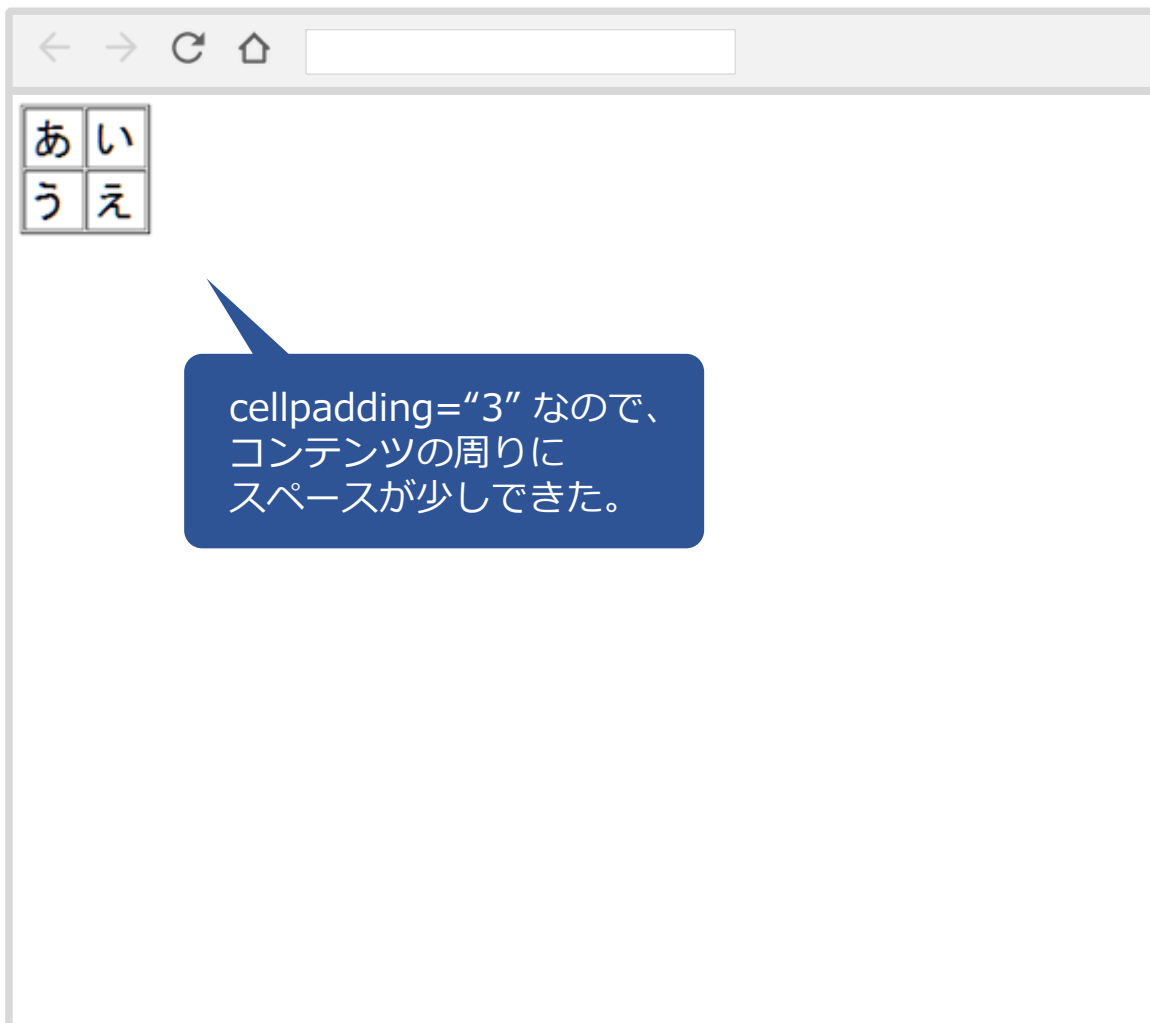 あ い
う え
cellpadding=“3” なので、
コンテンツの周りに
スペースが少しできた。